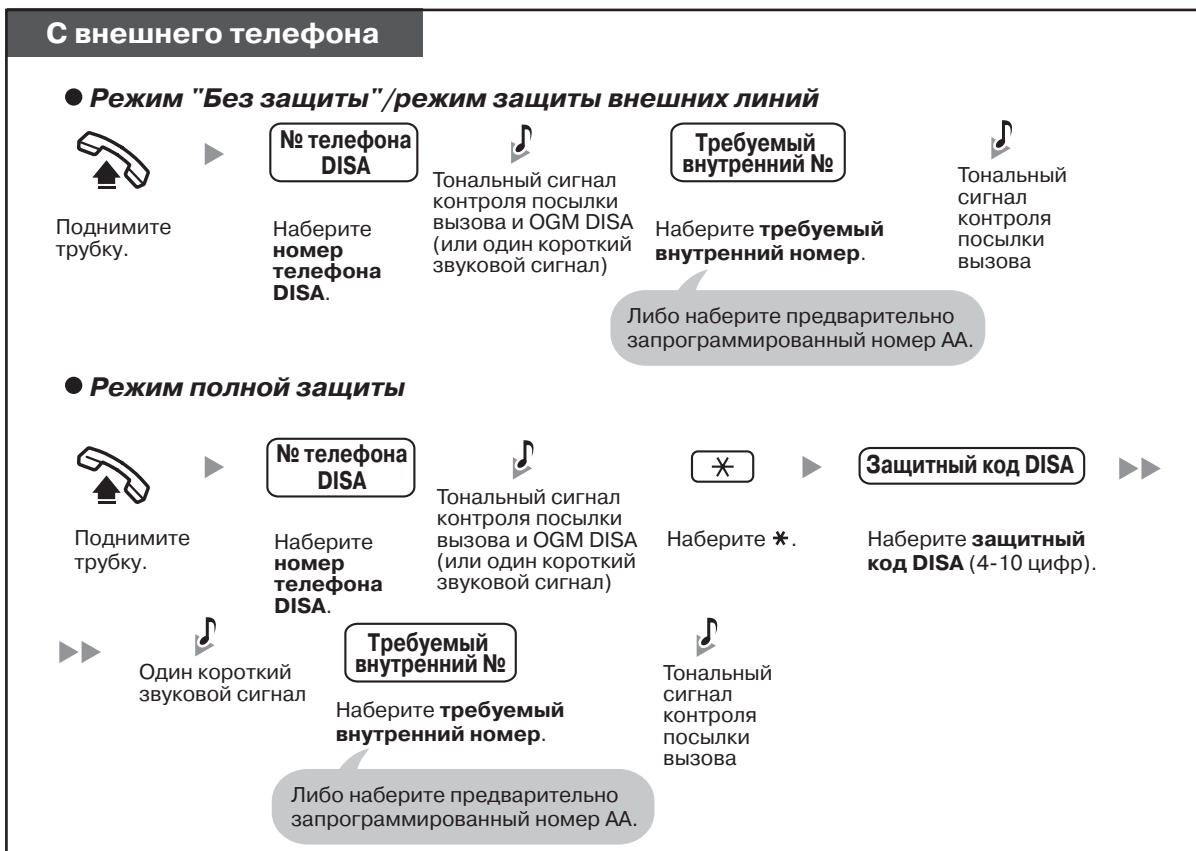 С внешнего телефона
● Режим "Без защиты"/режим защиты внешних линий
Поднимите
трубку.
№ телефона
DISA
Наберите
номер
телефона
DISA.
Тональный сигнал
контроля посылки
вызова и OGM DISA
(или один короткий
звуковой сигнал)
Требуемый
внутренний №
Наберите требуемый
внутренний номер.
Либо наберите предварительно
запрограммированный номер AA.
Тональный
сигнал
контроля
посылки
вызова
● Режим полной защиты
Поднимите
трубку.
№ телефона
DISA
Наберите
номер
телефона
DISA.
Тональный сигнал
контроля посылки
вызова и OGM DISA
(или один короткий
звуковой сигнал)
*
Наберите *.
Защитный код DISA
Наберите защитный
код DISA (4-10 цифр).
Один короткий
звуковой сигнал
Требуемый
внутренний №
Наберите требуемый
внутренний номер.
Либо наберите предварительно
запрограммированный номер AA.
Тональный
сигнал
контроля
посылки
вызова